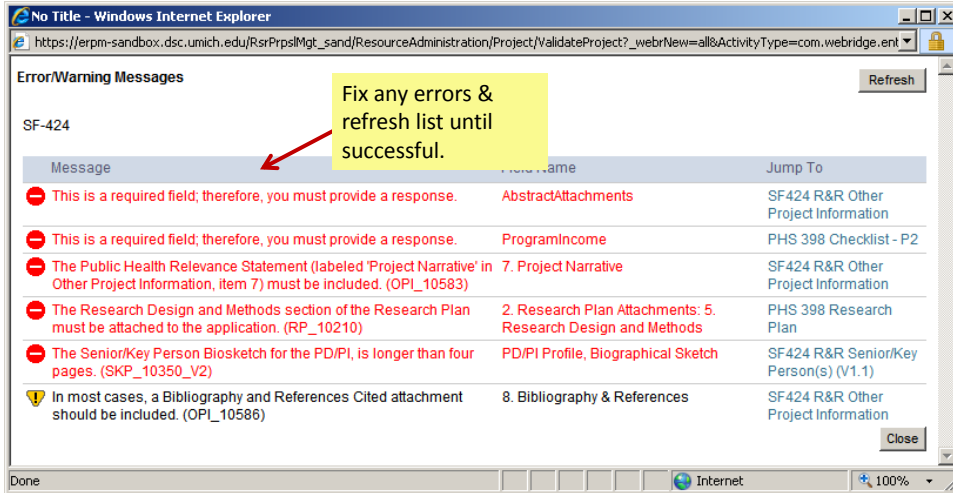 No Title - Windows Internet Explorer
https://erpm-sandbox.dsc.umich.edu/RsrPrpslMgt_sand/ResourceAdministration/Project/ValidateProject?_webrNew=all&ActivityType=com.webridge.ent
Error/Warning Messages
Refresh
Fix any errors &
refresh list until
successful.
SF-424
Message Name Jump To
This is a required field; therefore, you must provide a response. AbstractAttachments SF424 R&R Other
Project Information
This is a required field; therefore, you must provide a response. ProgramIncome PHS 398 Checklist - P2
The Public Health Relevance Statement (labeled 'Project Narrative' in 7. Project Narrative SF424 R&R Other
Other Project Information, item 7) must be included. (OPI_10583) Project Information
The Research Design and Methods section of the Research Plan 2. Research Plan Attachments: 5. PHS 398 Research
must be attached to the application. (RP_10210) Research Design and Methods Plan
The Senior/Key Person Biosketch for the PD/PI, is longer than four PD/PI Profile, Biographical Sketch SF424 R&R Senior/Key
pages. (SKP_10350_V2) Person(s) (V1.1)
In most cases, a Bibliography and References Cited attachment 8. Bibliography & References SF424 R&R Other
should be included. (OPI_10586) Project Information
Close
Done Internet 100%